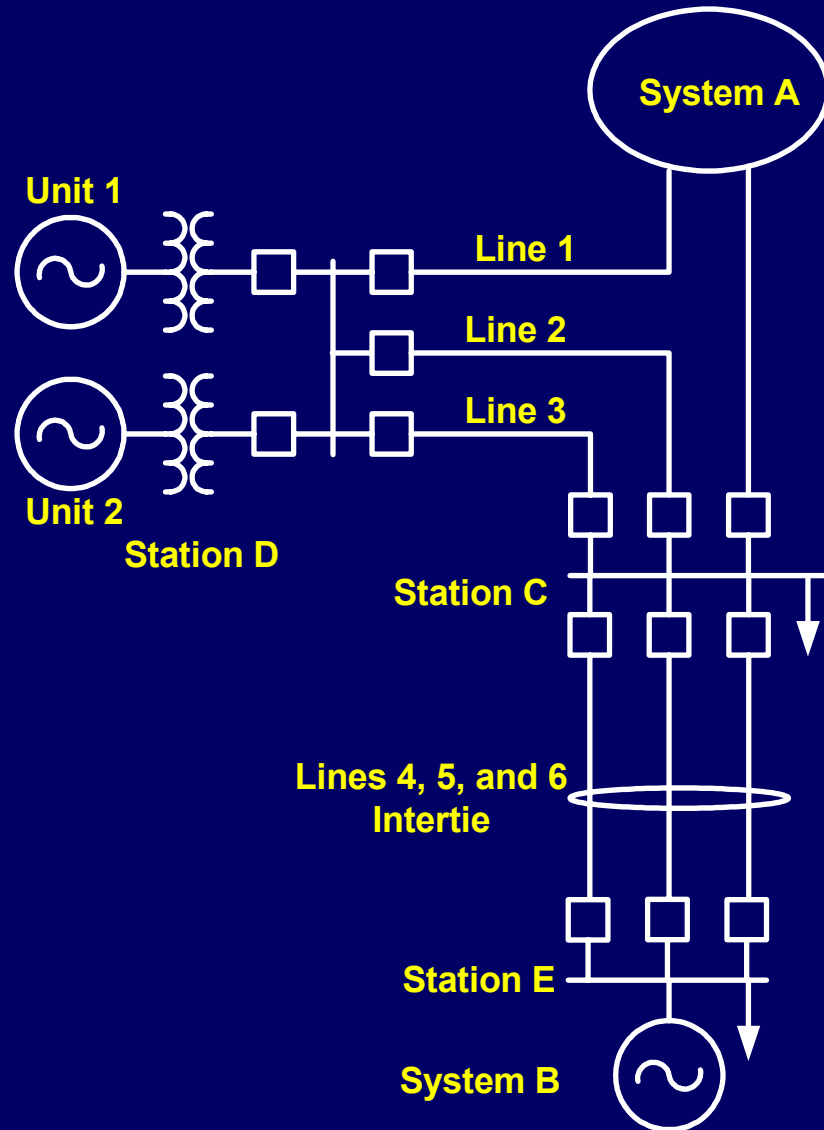 System A
Unit 1
Line 1
Line 2
Line 3
Unit 2
Station D
Station C
Lines 4, 5, and 6
Intertie
Station E
System B